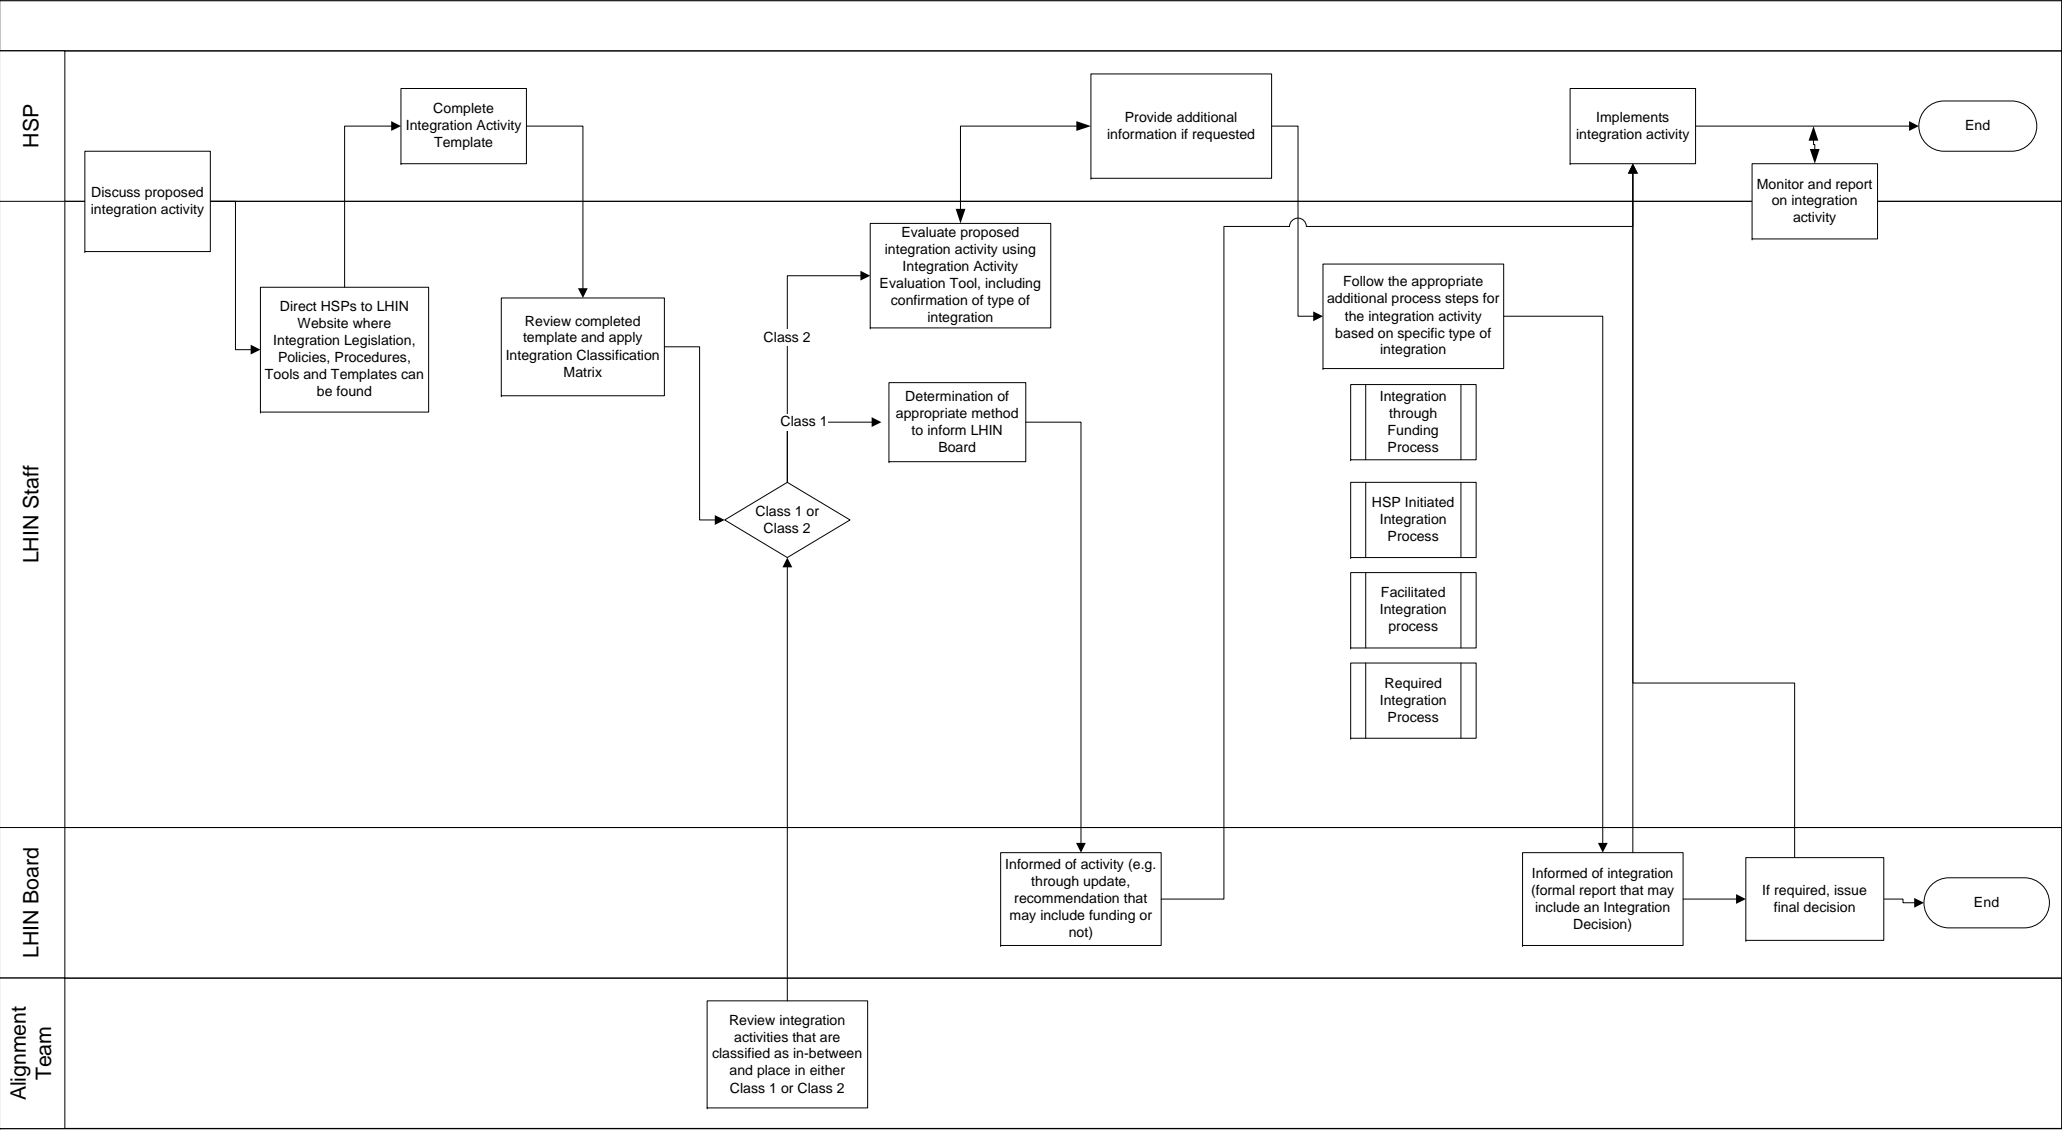 HSP
Discuss proposed
integration activity
Complete
Integration Activity
Template
Provide additional
information if requested
Implements
integration activity
End
Monitor and report
on integration
activity
LHIN Staff
Direct HSPs to LHIN
Website where
Integration Legislation,
Policies, Procedures,
Tools and Templates can
be found
Review completed
template and apply
Integration Classification
Matrix
Class 1 or
Class 2
Class 2
Class 1
Evaluate proposed
integration activity using
Integration Activity
Evaluation Tool, including
confirmation of type of
integration
Determination of
appropriate method
to inform LHIN
Board
Follow the appropriate
additional process steps for
the integration activity
based on specific type of
integration
Integration
through
Funding
Process
HSP Initiated
Integration
Process
Facilitated
Integration
process
Required
Integration
Process
LHIN Board
Informed of activity (e.g.
through update,
recommendation that
may include funding or
not)
Informed of integration
(formal report that may
include an Integration
Decision)
If required, issue
final decision
End
Alignment
Team
Review integration
activities that are
classified as in-between
and place in either
Class 1 or Class 2